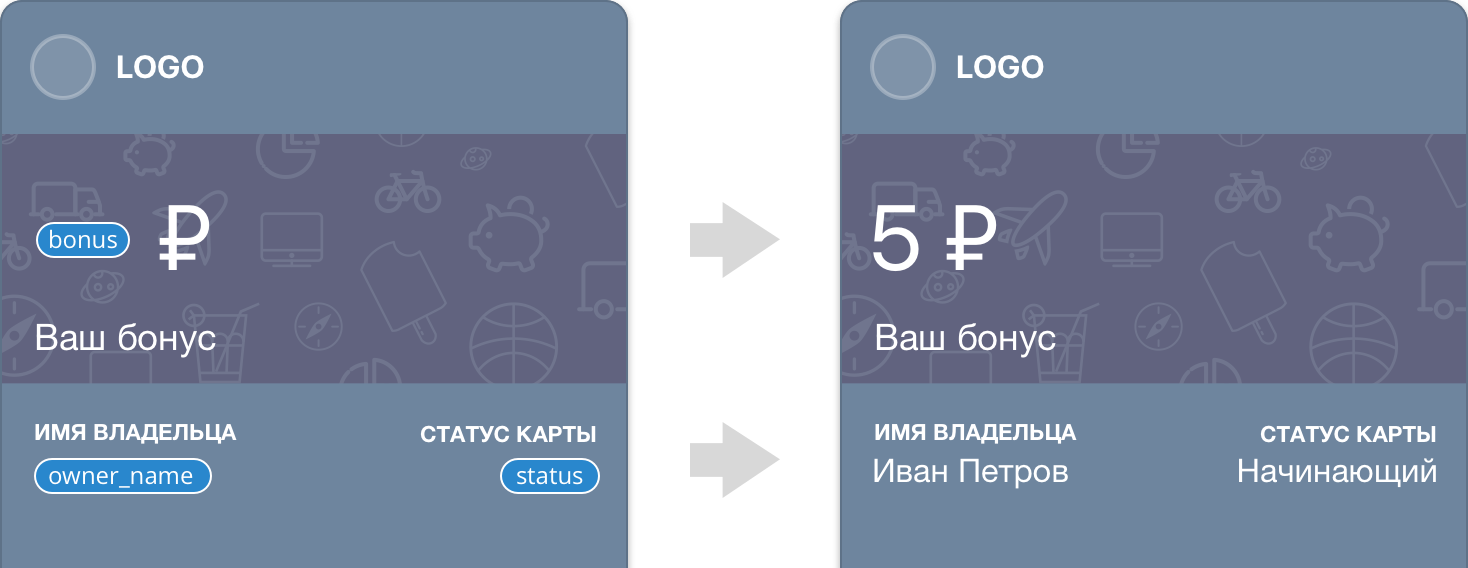 LOGO
bonus ₽
Ваш бонус
ИМЯ ВЛАДЕЛЬЦА СТАТУС КАРТЫ
owner_name status
LOGO
5 ₽
Ваш бонус
ИМЯ ВЛАДЕЛЬЦА СТАТУС КАРТЫ
Иван Петров Начинающий